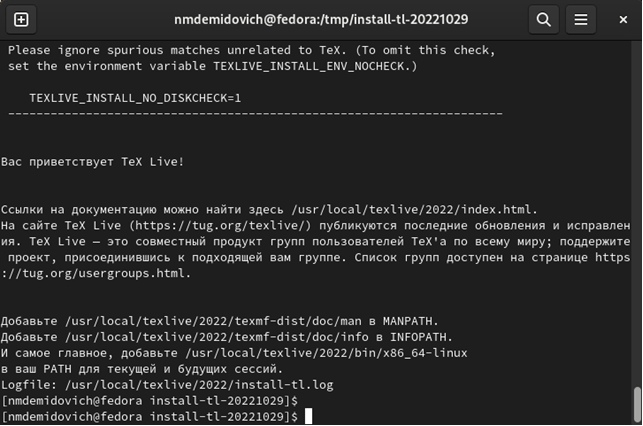 nmdemidovich@fedora:/tmp/install-tl-20221029
Please ignore spurious matches unrelated to TeX. (To omit this check,
set the environment variable TEXLIVE_INSTALL_ENV_NOCHECK.)
TEXLIVE_INSTALL_NO_DISKCHECK=1
----------------------------------------------------------------------
Вас приветствует TeX Live!
Ссылки на документацию можно найти здесь /usr/local/texlive/2022/index.html.
На сайте TeX Live (https://tug.org/texlive/) публикуются последние обновления и исправлен
ия. TeX Live — это совместный продукт групп пользователей TeX'а по всему миру; поддержите
проект, присоединившись к подходящей вам группе. Список групп доступен на странице https
://tug.org/usergroups.html.
Добавьте /usr/local/texlive/2022/texmf-dist/doc/man в MANPATH.
Добавьте /usr/local/texlive/2022/texmf-dist/doc/info в INFOPATH.
И самое главное, добавьте /usr/local/texlive/2022/bin/x86_64-linux
в ваш PATH для текущей и будущих сессий.
Logfile: /usr/local/texlive/2022/install-tl.log
[nmdemidovich@fedora install-tl-20221029]$
[nmdemidovich@fedora install-tl-20221029]$